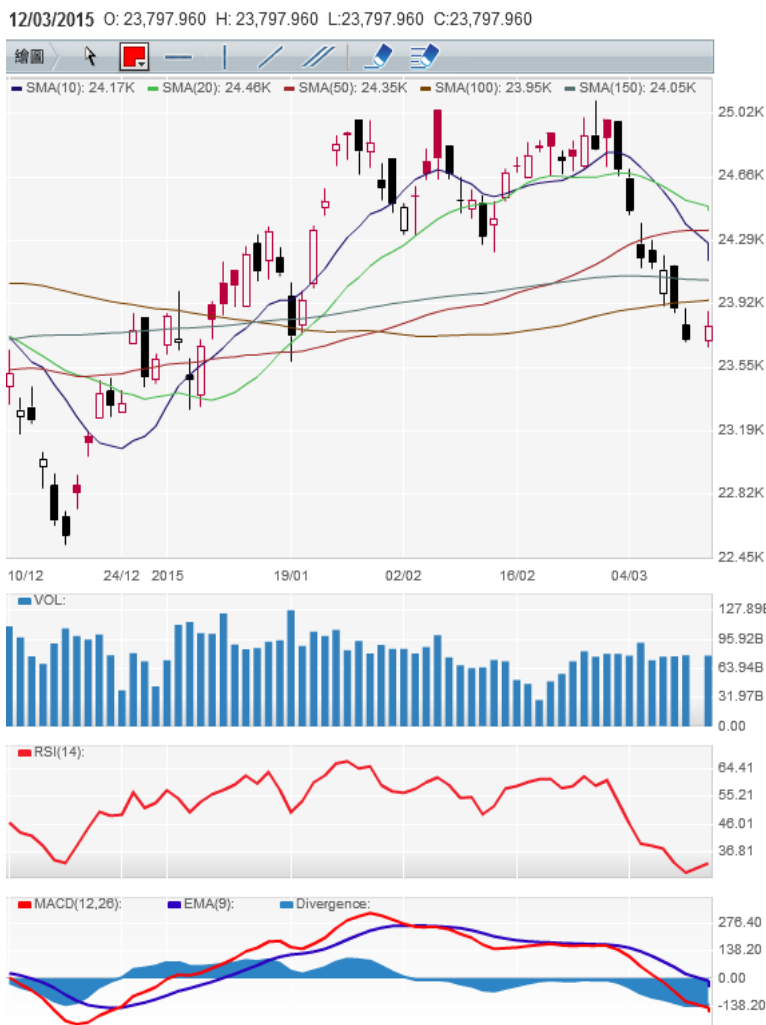 12/03/2015 O: 23,797.960 H: 23,797.960 L:23,797.960 C:23,797.960
繪圖
SMA(10): 24.17K SMA(20): 24.46K SMA(50): 24.35K SMA(100): 23.95K SMA(150): 24.05K
25.02K
24.66K
24.29K
23.92K
23.55K
23.19K
22.82K
22.45K
10/12 24/12 2015 19/01 02/02 16/02 04/03
VOL:
127.89B
95.92B
63.94B
31.97B
0.00
RSI(14):
64.41
55.21
46.01
36.81
MACD(12,26): EMA(9): Divergence:
276.40
138.20
0.00
-138.20